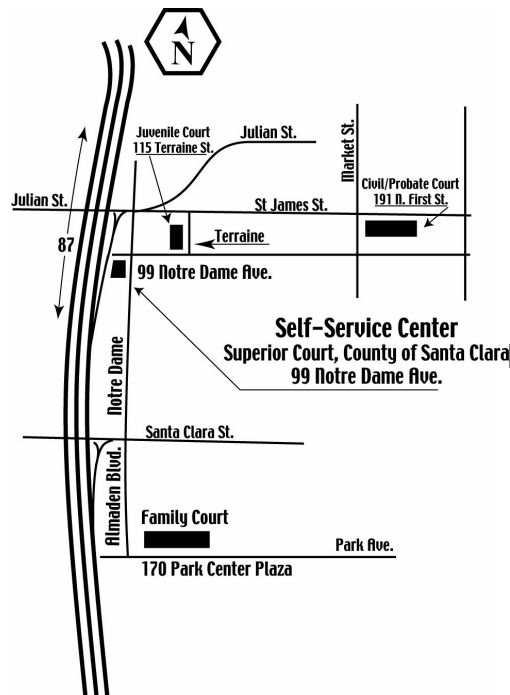 N
Juvenile Court
115 Terraine St.
Julian St.
Market St.
Civil/Probate Court
191 N. First St.
Julian St.
St James St.
87
Terraine
99 Notre Dame Ave.
Self-Service Center
Superior Court, County of Santa Clara
99 Notre Dame Ave.
Notre Dame
Santa Clara St.
Almaden Blvd.
Family Court
Park Ave.
170 Park Center Plaza